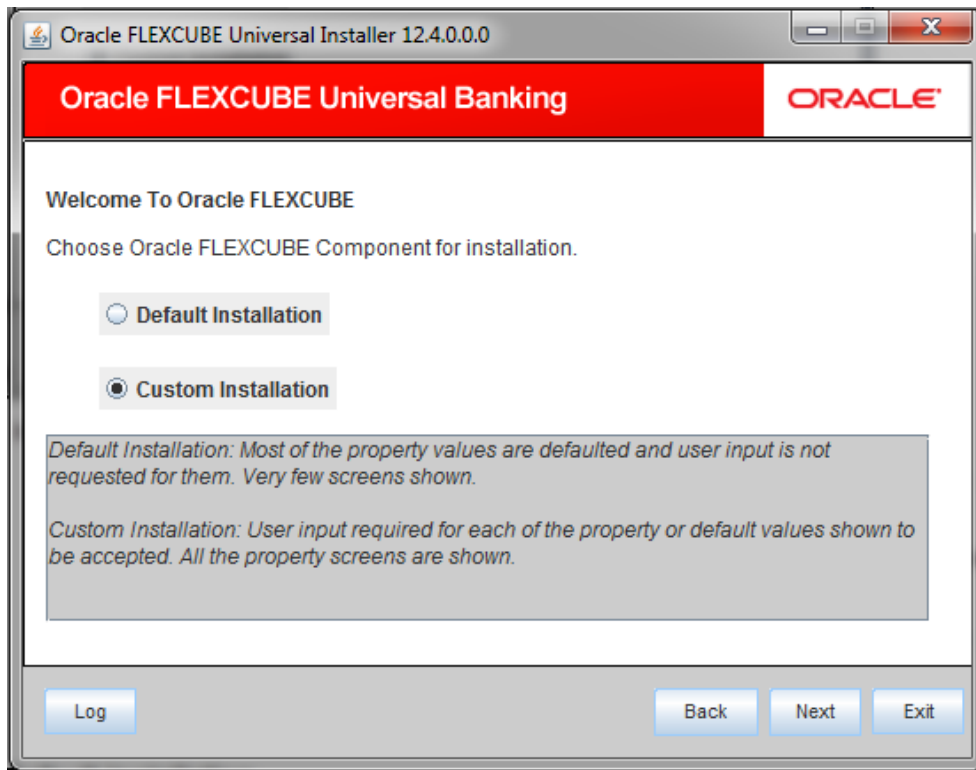 Oracle FLEXCUBE Universal Installer 12.4.0.0.0
Oracle FLEXCUBE Universal Banking
ORACLE
Welcome To Oracle FLEXCUBE
Choose Oracle FLEXCUBE Component for installation.
Default Installation
Custom Installation
Default Installation: Most of the property values are defaulted and user input is not
requested for them. Very few screens shown.
Custom Installation: User input required for each of the property or default values shown to
be accepted. All the property screens are shown.
Log
Back
Next
Exit